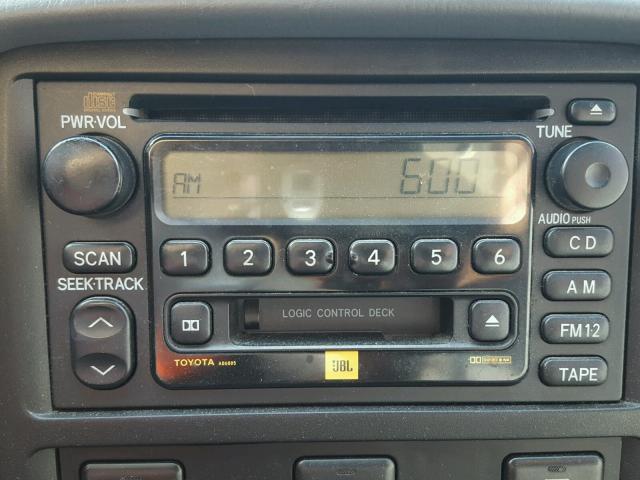 disc
PWR·VOL
TUNE
AM 600
AUDIO PUSH
SCAN 1 2 3 4 5 6 CD
SEEK·TRACK
AM
LOGIC CONTROL DECK
FM1·2
TOYOTA
JBL
TAPE